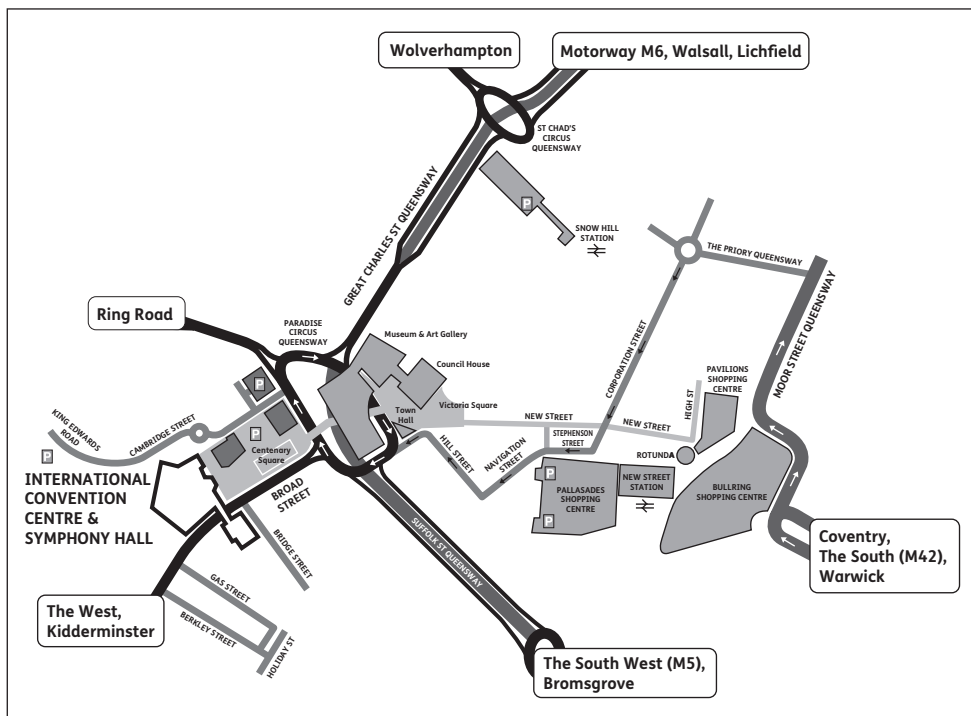 Wolverhampton
Motorway M6, Walsall, Lichfield
ST CHAD'S
CIRCUS
QUEENSWAY
P
SNOW HILL
STATION
GREAT CHARLES ST QUEENSWAY
THE PRIORY QUEENSWAY
MOOR STREET QUEENSWAY
CORPORATION STREET
Ring Road
PARADISE
CIRCUS
QUEENSWAY
Museum & Art Gallery
Council House
Victoria Square
Town
Hall
P
P
Centenary
Square
CAMBRIDGE STREET
KING EDWARDS
ROAD
P
INTERNATIONAL
CONVENTION
CENTRE &
SYMPHONY HALL
BROAD
STREET
BRIDGE STREET
GAS STREET
BERKLEY STREET
HOLIDAY ST
The West,
Kidderminster
HILL STREET
NAVIGATION
STREET
NEW STREET
STEPHENSON
STREET
NEW STREET
HIGH ST
PAVILIONS
SHOPPING
CENTRE
ROTUNDA
P
PALLASADES
SHOPPING
CENTRE
P
NEW STREET
STATION
BULLRING
SHOPPING CENTRE
Coventry,
The South (M42),
Warwick
SUFFOLK ST QUEENSWAY
The South West (M5),
Bromsgrove